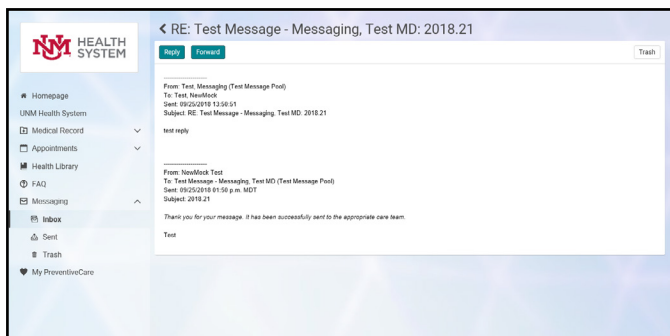 NM HEALTH
SYSTEM
Homepage
UNM Health System
Medical Record
Appointments
Health Library
FAQ
Messaging
Inbox
Sent
Trash
My PreventiveCare
RE: Test Message - Messaging, Test MD: 2018.21
Reply Forward Trash
--------------------
From: Test, Messaging (Test Message Pool)
To: Test, NewMock
Sent: 09/25/2018 13:50:51
Subject: RE: Test Message - Messaging, Test MD: 2018.21
test reply
--------------------
From: NewMock Test
To: Test Message - Messaging, Test MD (Test Message Pool)
Sent: 09/25/2018 01:50 p.m. MDT
Subject: 2018.21
Thank you for your message. It has been successfully sent to the appropriate care team.
Test